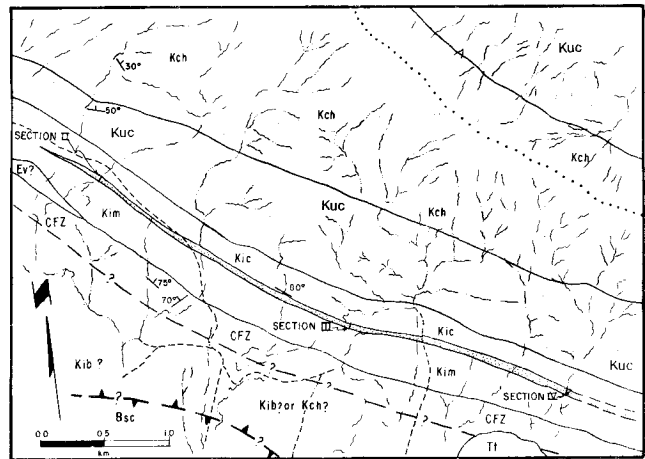 Kuc
Kch
30°
Kch
50°
SECTION II
Kuc
Kch
Ev?
Kuc
Kch
CFZ
Kim
Kic
?
75°
70°
80°
SECTION III
CFZ
Kic
Kuc
Kib ?
?
Kim
SECTION IV
?
Bsc
Kib?or Kch?
?
CFZ
?
Tt
0.0 0.5 1.0
km